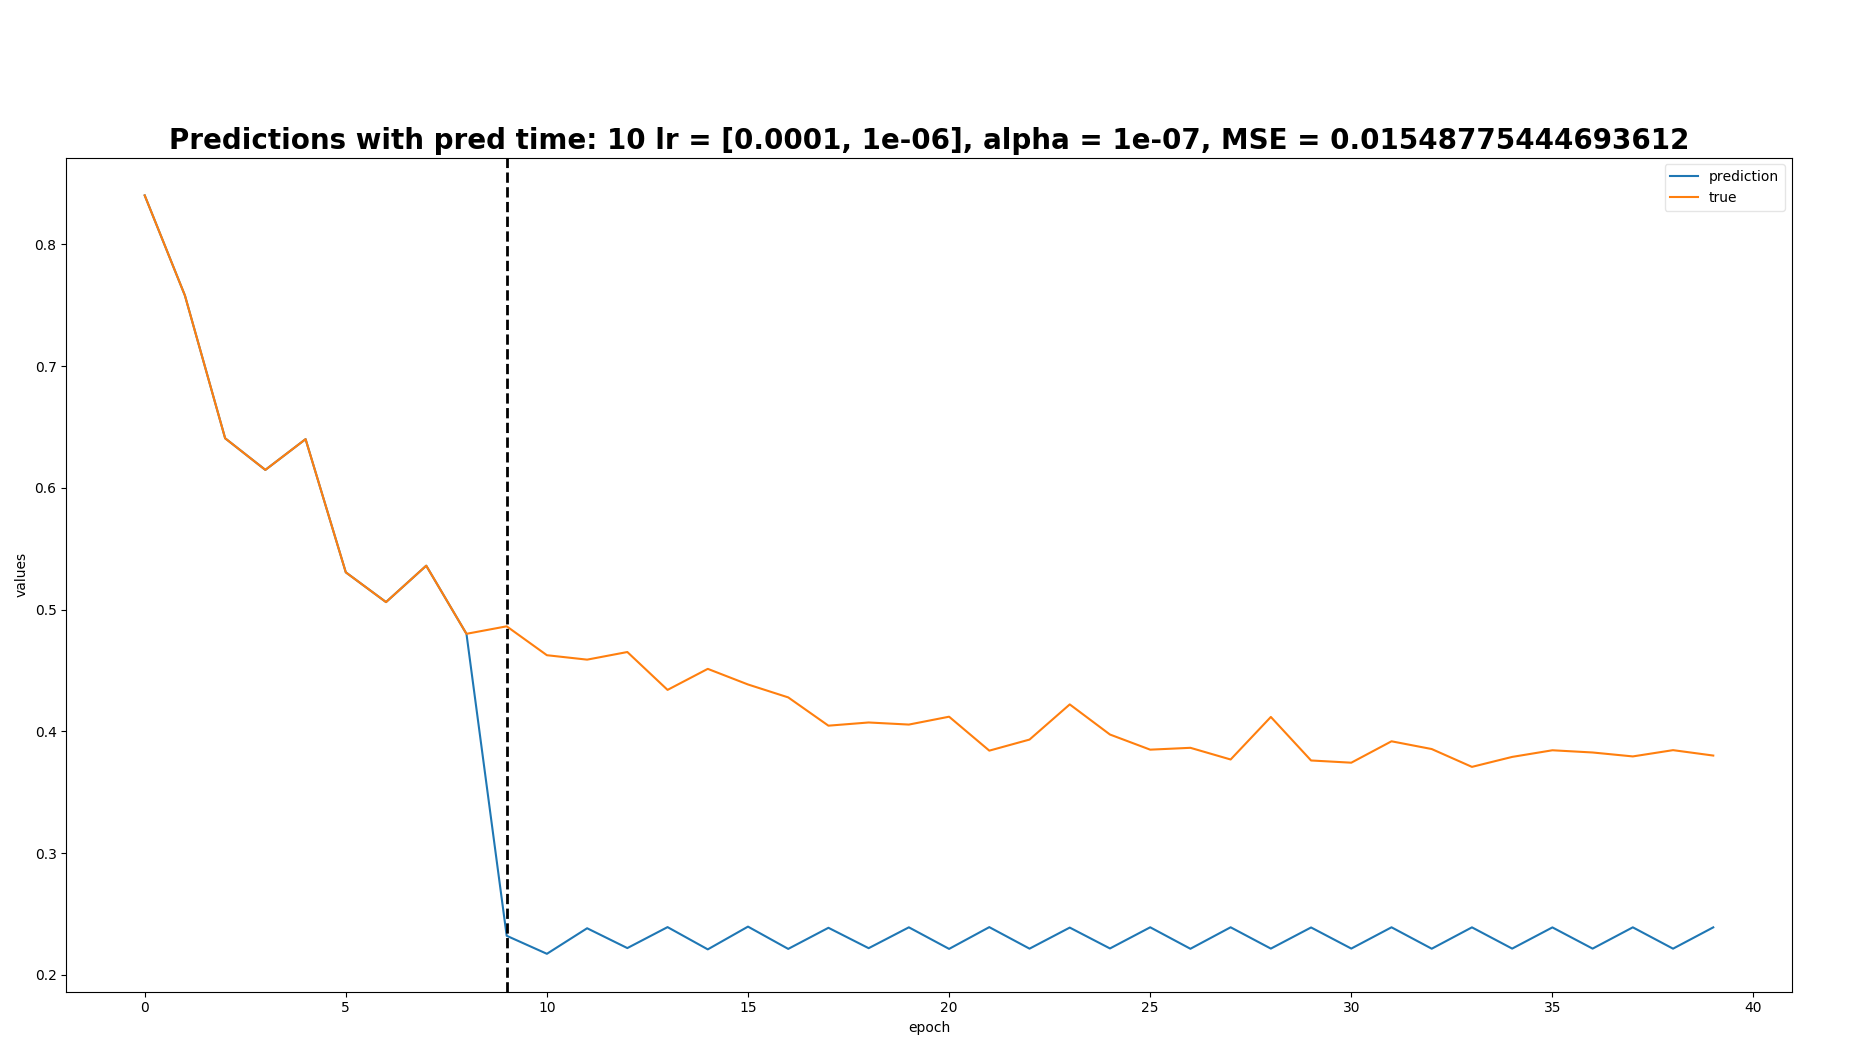 Predictions with pred time: 10 lr = [0.0001, 1e-06], alpha = 1e-07, MSE = 0.01548775444693612
prediction
true
values
0.8
0.7
0.6
0.5
0.4
0.3
0.2
0 5 10 15 20 25 30 35 40
epoch